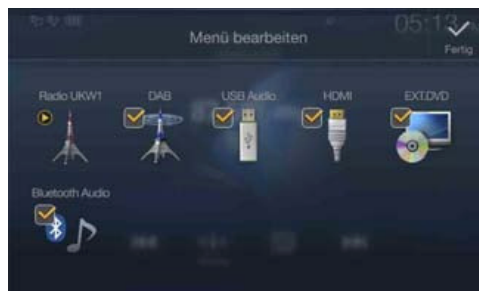 05:13
Menü bearbeiten
Fertig
Radio UKW1 DAB USB Audio HDMI EXT.DVD
Bluetooth Audio